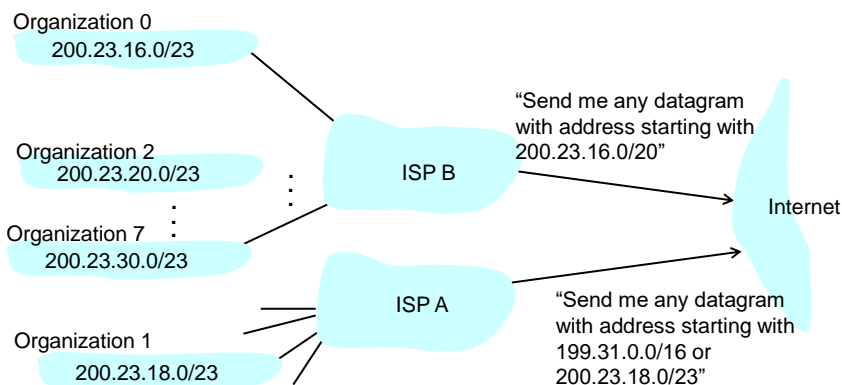 Organization 0
200.23.16.0/23
Organization 2
200.23.20.0/23
Organization 7
200.23.30.0/23
Organization 1
200.23.18.0/23
ISP B
ISP A
“Send me any datagram
with address starting with
200.23.16.0/20”
Internet
“Send me any datagram
with address starting with
199.31.0.0/16 or
200.23.18.0/23”